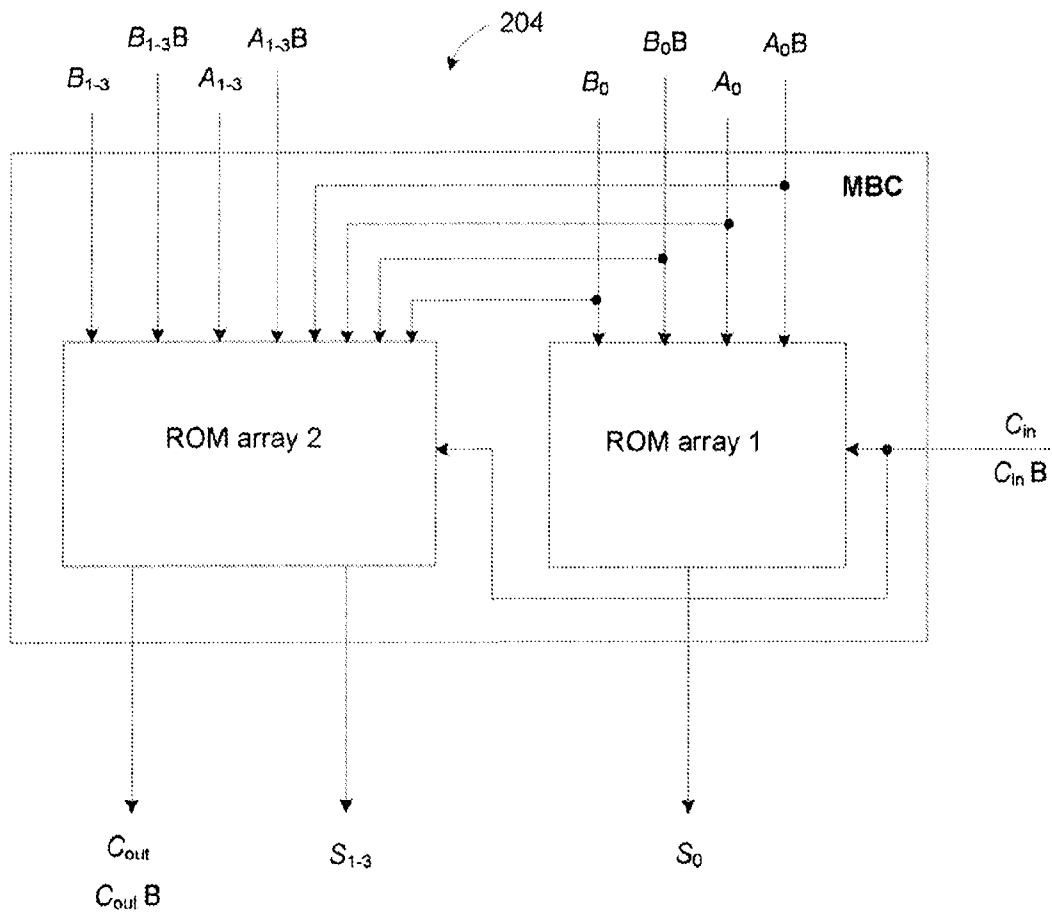 204
B₁₋₃B A₁₋₃B B₀B A₀B
B₁₋₃ A₁₋₃ B₀ A₀
MBC
ROM array 2 ROM array 1
Cᵢₙ
Cᵢₙ B
Cₒᵤₜ S₁₋₃ S₀
Cₒᵤₜ B